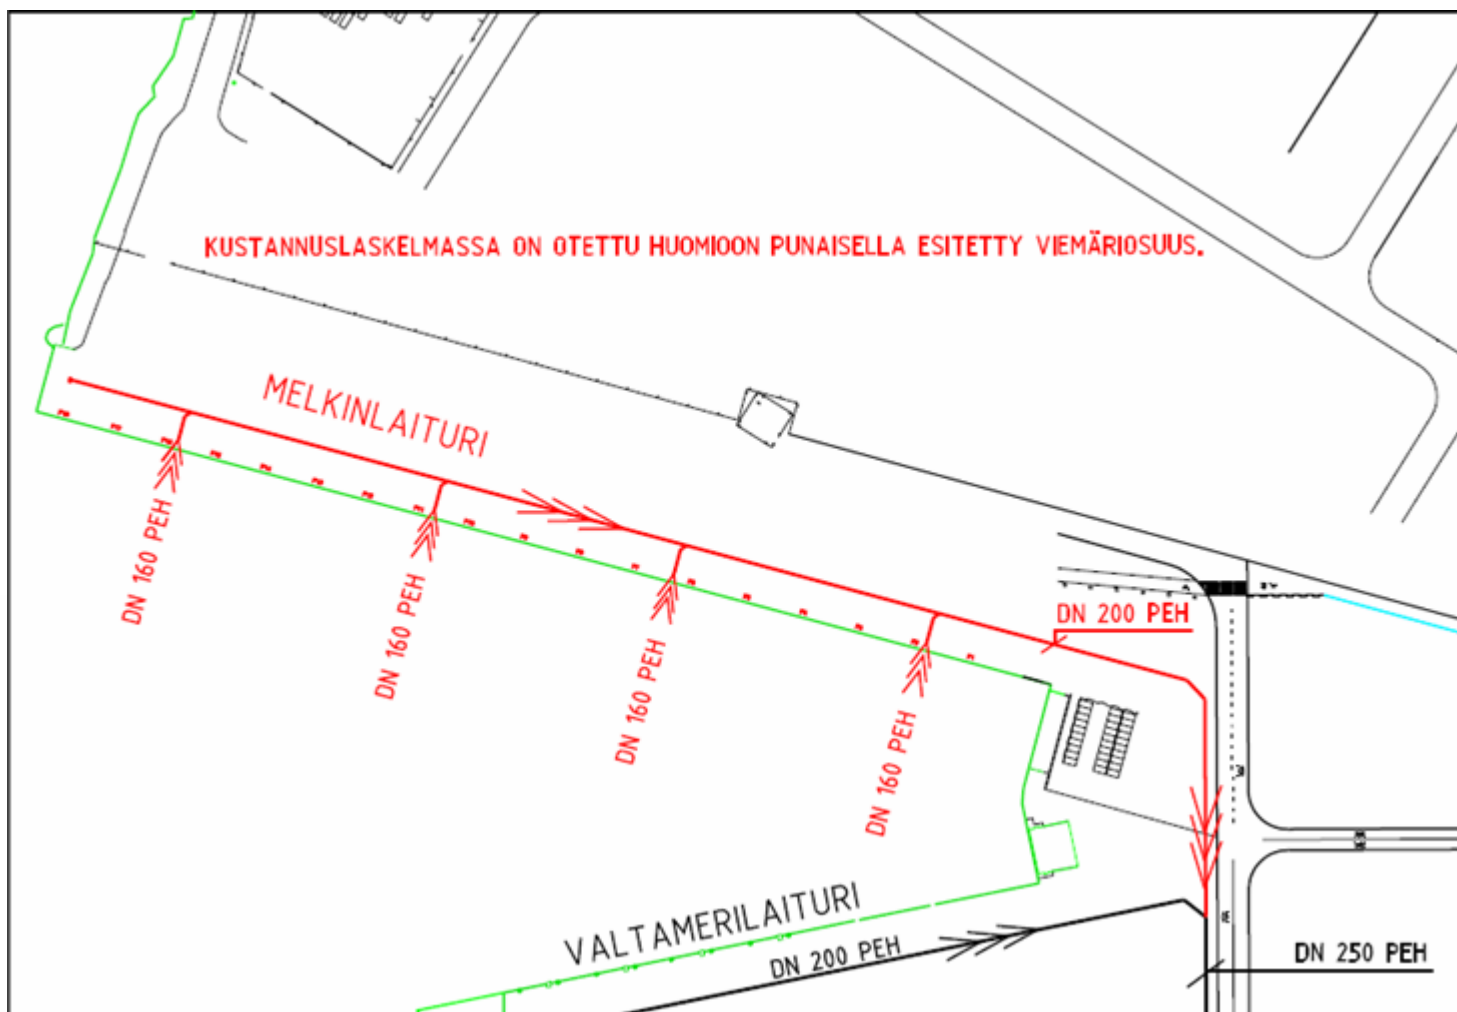 KUSTANNUSLASKELMASSA ON OTETTU HUOMIOON PUNAISELLA ESITETTY VIEMÄRIOSUUS.
MELKINLAITURI
DN 160 PEH
DN 160 PEH
DN 160 PEH
DN 160 PEH
DN 200 PEH
VALTAMERILAITURI
DN 200 PEH
DN 250 PEH